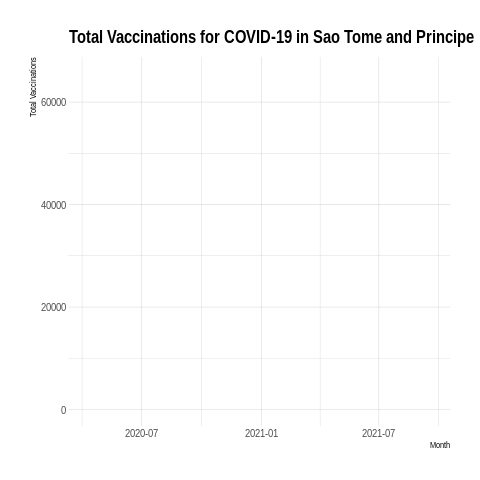 Total Vaccinations for COVID-19 in Sao Tome and Principe
Total Vaccinations
60000
40000
20000
0
2020-07
2021-01
2021-07
Month